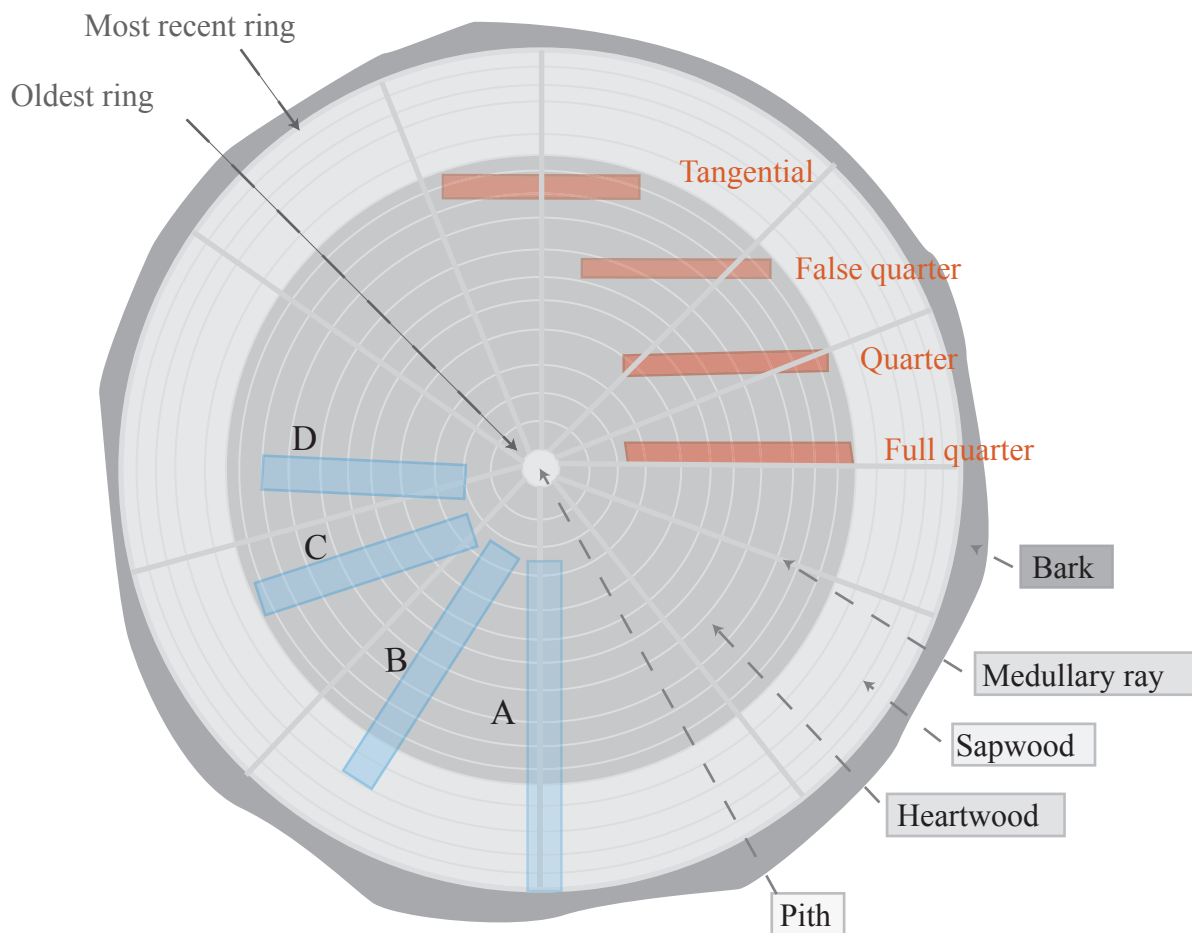 Most recent ring
Oldest ring
Tangential
False quarter
Quarter
Full quarter
D
C
B
A
Bark
Medullary ray
Sapwood
Heartwood
Pith